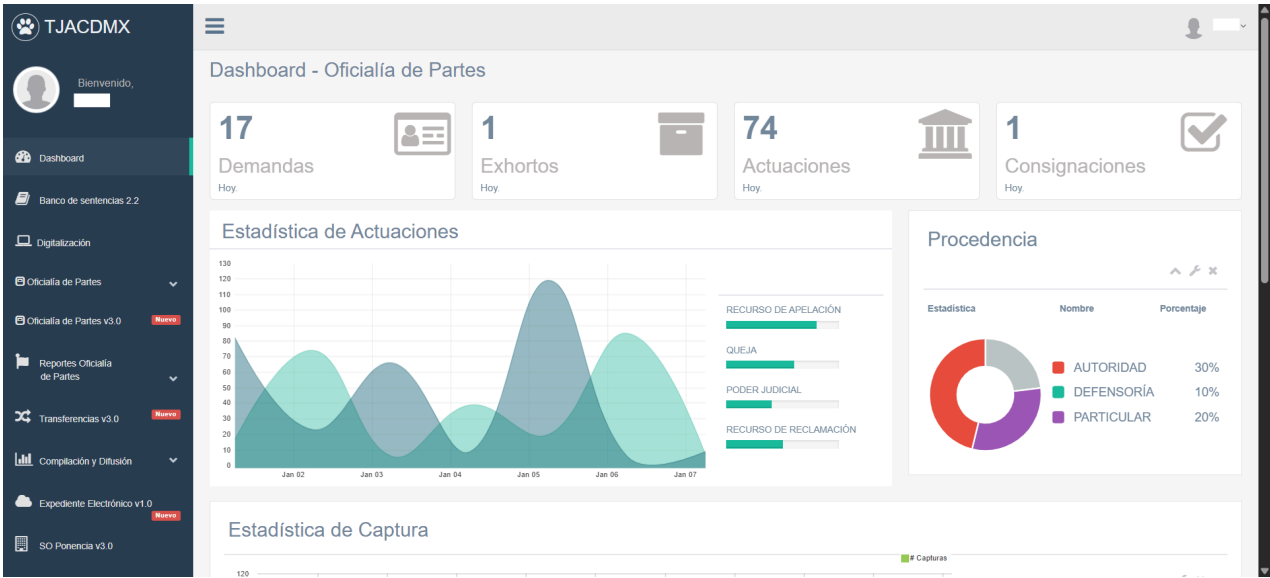 TJACDMX
Bienvenido,
Dashboard
Banco de sentencias 2.2
Digitalización
Oficialía de Partes
Oficialía de Partes v3.0
Nuevo
Reportes Oficialía
de Partes
Transferencias v3.0
Nuevo
Compilación y Difusión
Expediente Electrónico v1.0
Nuevo
SO Ponencia v3.0
Dashboard - Oficialía de Partes
17
Demandas
Hoy.
1
Exhortos
Hoy.
74
Actuaciones
Hoy.
1
Consignaciones
Hoy.
Estadística de Actuaciones
130
120
110
100
90
80
70
60
50
40
30
20
10
0
Jan 02 Jan 03 Jan 04 Jan 05 Jan 06 Jan 07
RECURSO DE APELACIÓN
QUEJA
PODER JUDICIAL
RECURSO DE RECLAMACIÓN
Procedencia
Estadística Nombre Porcentaje
AUTORIDAD 30%
DEFENSORÍA 10%
PARTICULAR 20%
Estadística de Captura
# Capturas
120